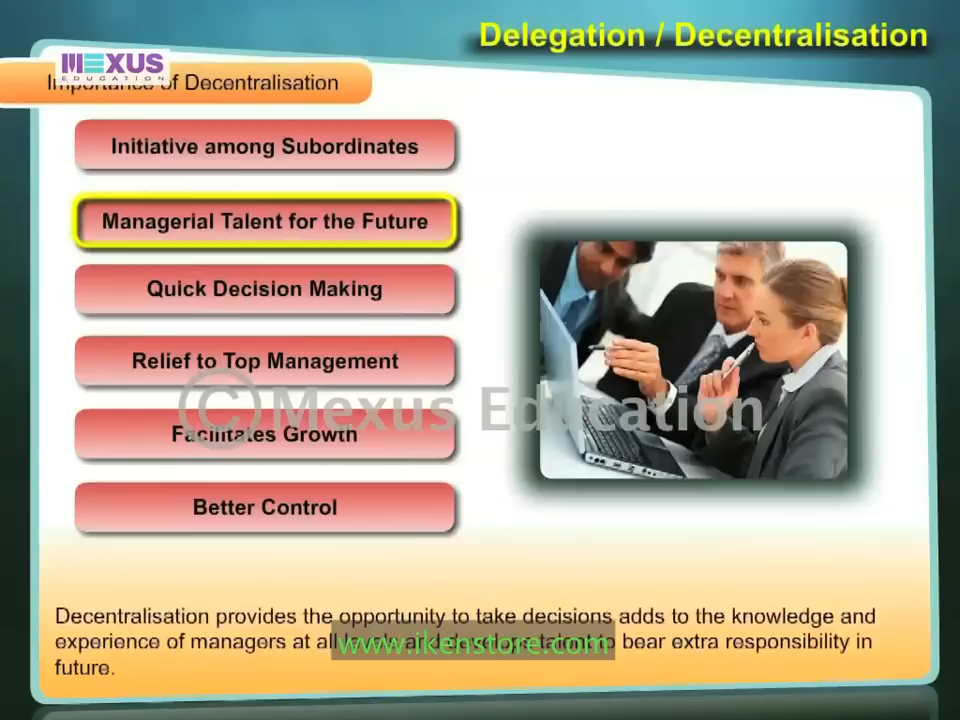 Delegation / Decentralisation
MEXUS
EDUCATION
Importance of Decentralisation
Initiative among Subordinates
Managerial Talent for the Future
Quick Decision Making
Relief to Top Management
© Mexus Education
Facilitates Growth
Better Control
Decentralisation provides the opportunity to take decisions adds to the knowledge and
experience of managers at all bear extra responsibility in
www.ikenstore.com
future.